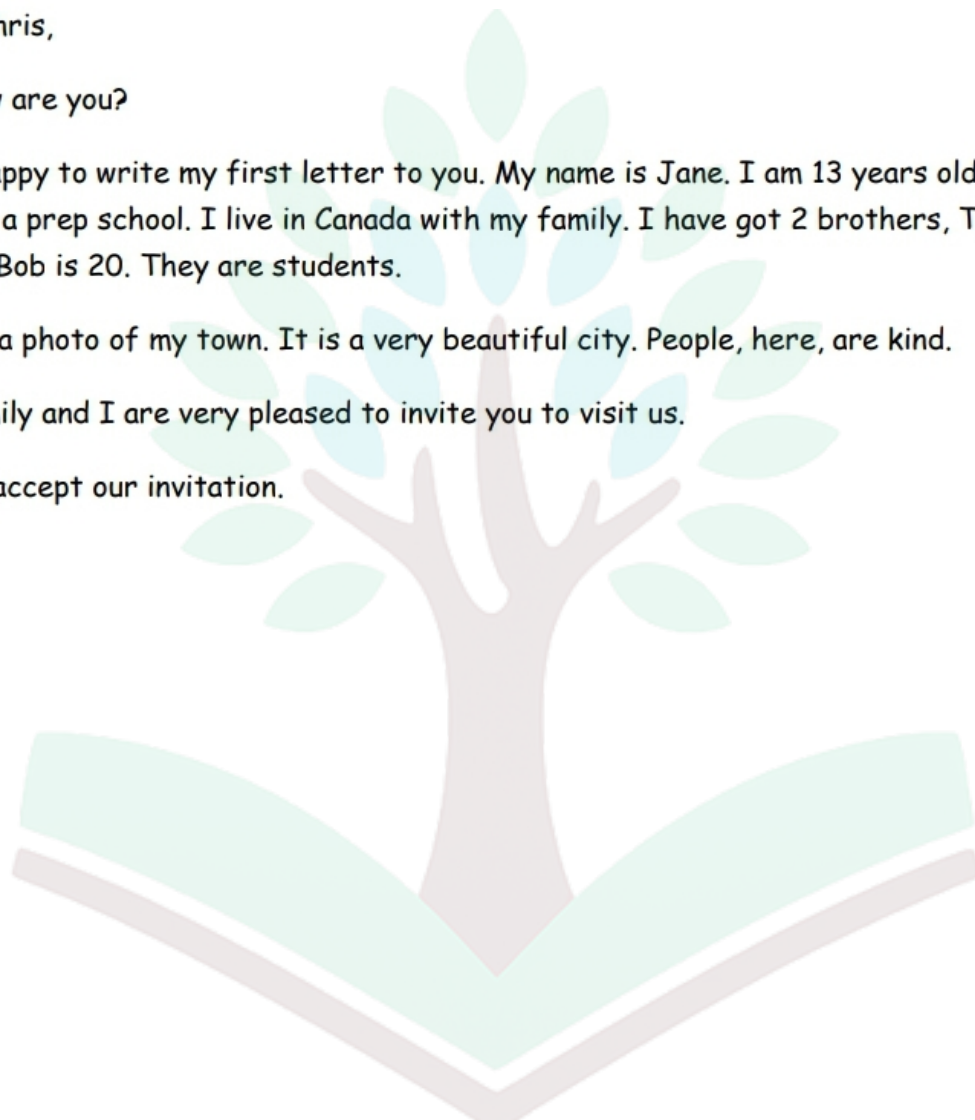 hris,
are you?
ppy to write my first letter to you. My name is Jane. I am 13 years old
a prep school. I live in Canada with my family. I have got 2 brothers, T
Bob is 20. They are students.
a photo of my town. It is a very beautiful city. People, here, are kind.
ily and I are very pleased to invite you to visit us.
accept our invitation.